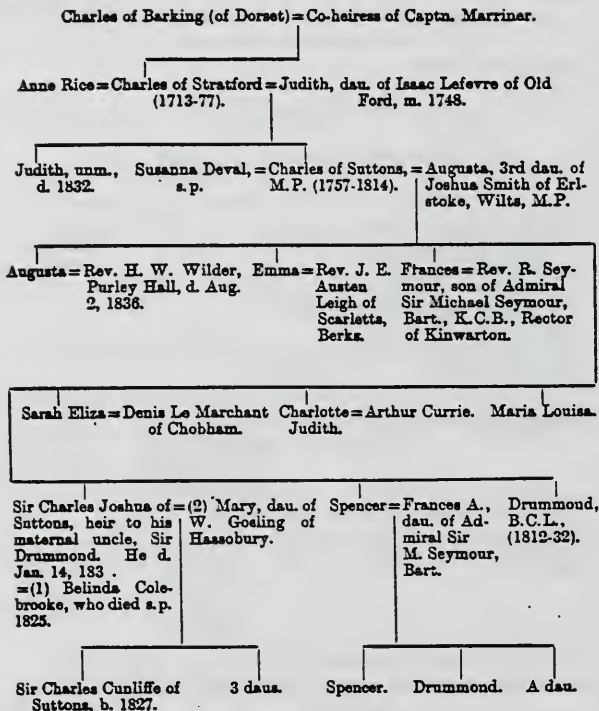 Charles of Barking (of Dorset)=Co-heiress of Captn. Marriner.
Anne Rice=Charles of Stratford=Judith, dau. of Isaac Lefevre of Old
(1713-77). Ford, m. 1748.
Judith, unm., Susanna Deval,=Charles of Suttons,=Augusta, 3rd dau. of
d. 1832. s.p. M.P. (1757-1814). Joshua Smith of Erl-
stoke, Wilts, M.P.
Augusta=Rev. H. W. Wilder, Emma=Rev. J. E. Frances=Rev. R. Sey-
Purley Hall, d. Aug. Austen mour, son of Admiral
2, 1836. Leigh of Sir Michael Seymour,
Scarletts, Bart., K.C.B., Rector
Berks. of Kinwarton.
Sarah Eliza=Denis Le Marchant Charlotte=Arthur Currie. Maria Louisa.
of Chobham. Judith.
Sir Charles Joshua of=(2) Mary, dau. of Spencer=Frances A., Drummond,
Suttons, heir to his W. Gosling of dau. of Ad- B.C.L.,
maternal uncle, Sir Hassobury. miral Sir (1812-32).
Drummond. He d. M. Seymour,
Jan. 14, 183 . Bart.
=(1) Belinda Cole-
brooke, who died s.p.
1825.
Sir Charles Cunliffe of 3 daus. Spencer. Drummond. A dau.
Suttons, b. 1827.